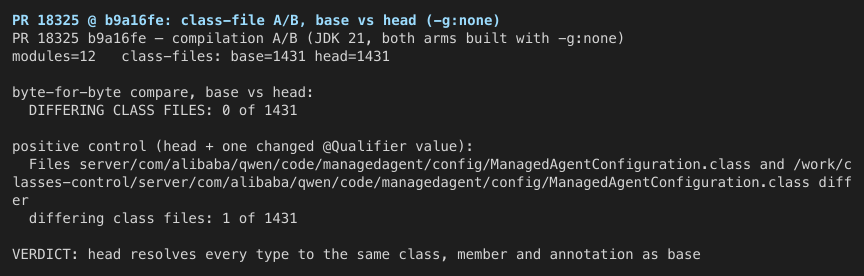 PR 18325 @ b9a16fe: class-file A/B, base vs head (-g:none)
PR 18325 b9a16fe — compilation A/B (JDK 21, both arms built with -g:none)
modules=12   class-files: base=1431 head=1431
byte-for-byte compare, base vs head:
  DIFFERING CLASS FILES: 0 of 1431
positive control (head + one changed @Qualifier value):
  Files server/com/alibaba/qwen/code/managedagent/config/ManagedAgentConfiguration.class and /work/c
lasses-control/server/com/alibaba/qwen/code/managedagent/config/ManagedAgentConfiguration.class diff
er
  differing class files: 1 of 1431
VERDICT: head resolves every type to the same class, member and annotation as base